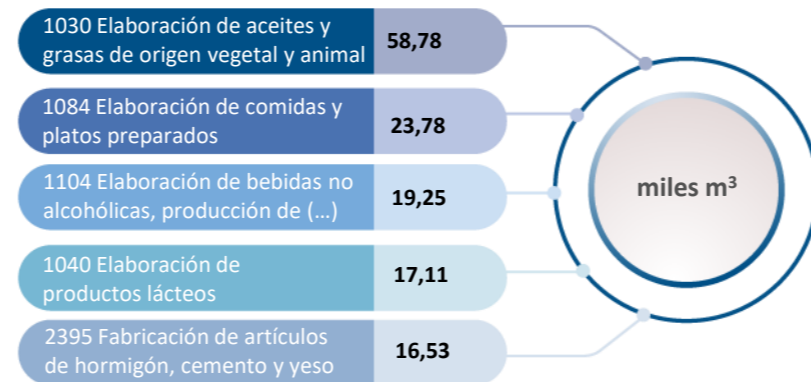 1030 Elaboración de aceites y
grasas de origen vegetal y animal
58,78
1084 Elaboración de comidas y
platos preparados
23,78
1104 Elaboración de bebidas no
alcohólicas, producción de (...)
19,25
1040 Elaboración de
productos lácteos
17,11
2395 Fabricación de artículos
de hormigón, cemento y yeso
16,53
miles m³